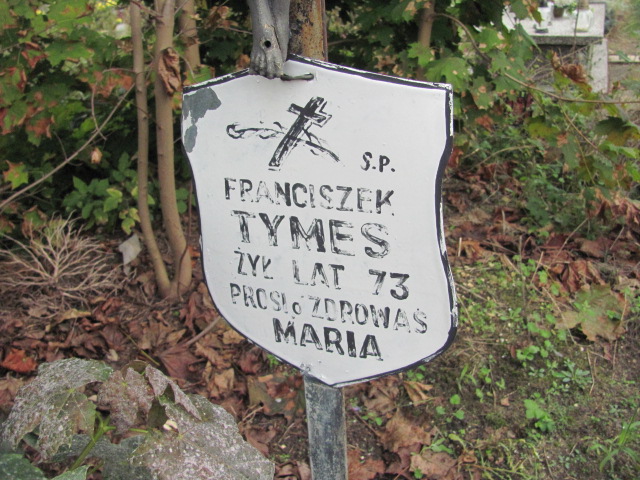 Ś.P.
FRANCISZEK
TYMES
ŻYŁ LAT 73
PROSI o ZDROWAŚ
MARIA